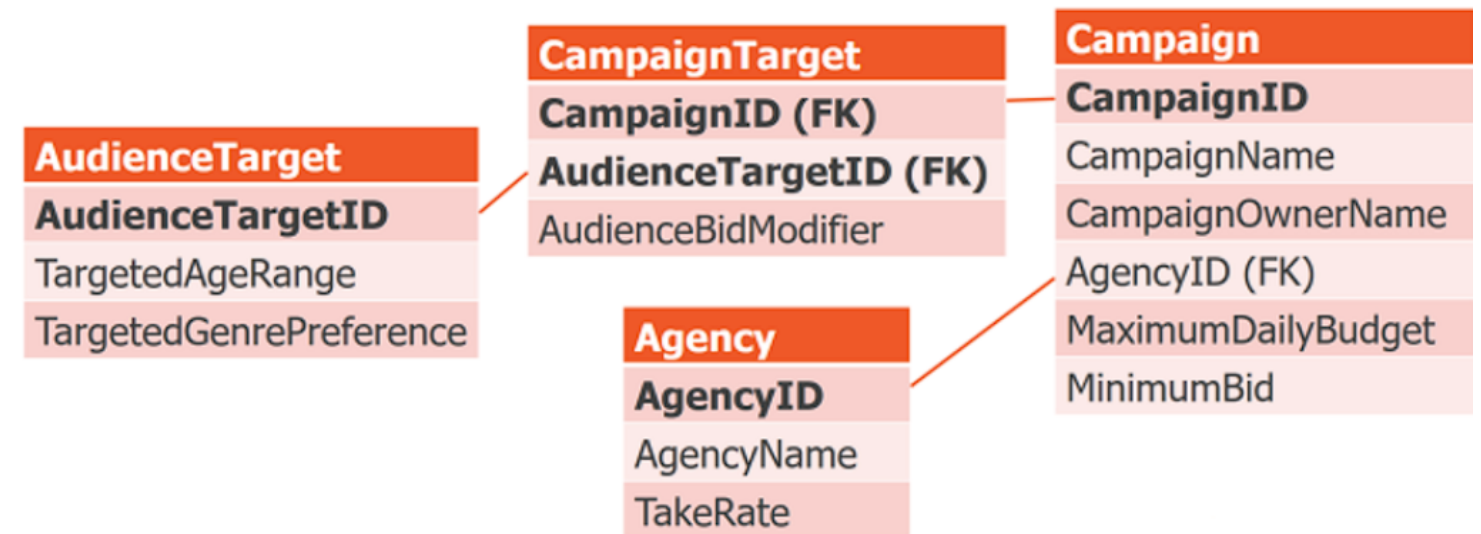 AudienceTarget
AudienceTargetID
TargetedAgeRange
TargetedGenrePreference
CampaignTarget
CampaignID (FK)
AudienceTargetID (FK)
AudienceBidModifier
Agency
AgencyID
AgencyName
TakeRate
Campaign
CampaignID
CampaignName
CampaignOwnerName
AgencyID (FK)
MaximumDailyBudget
MinimumBid